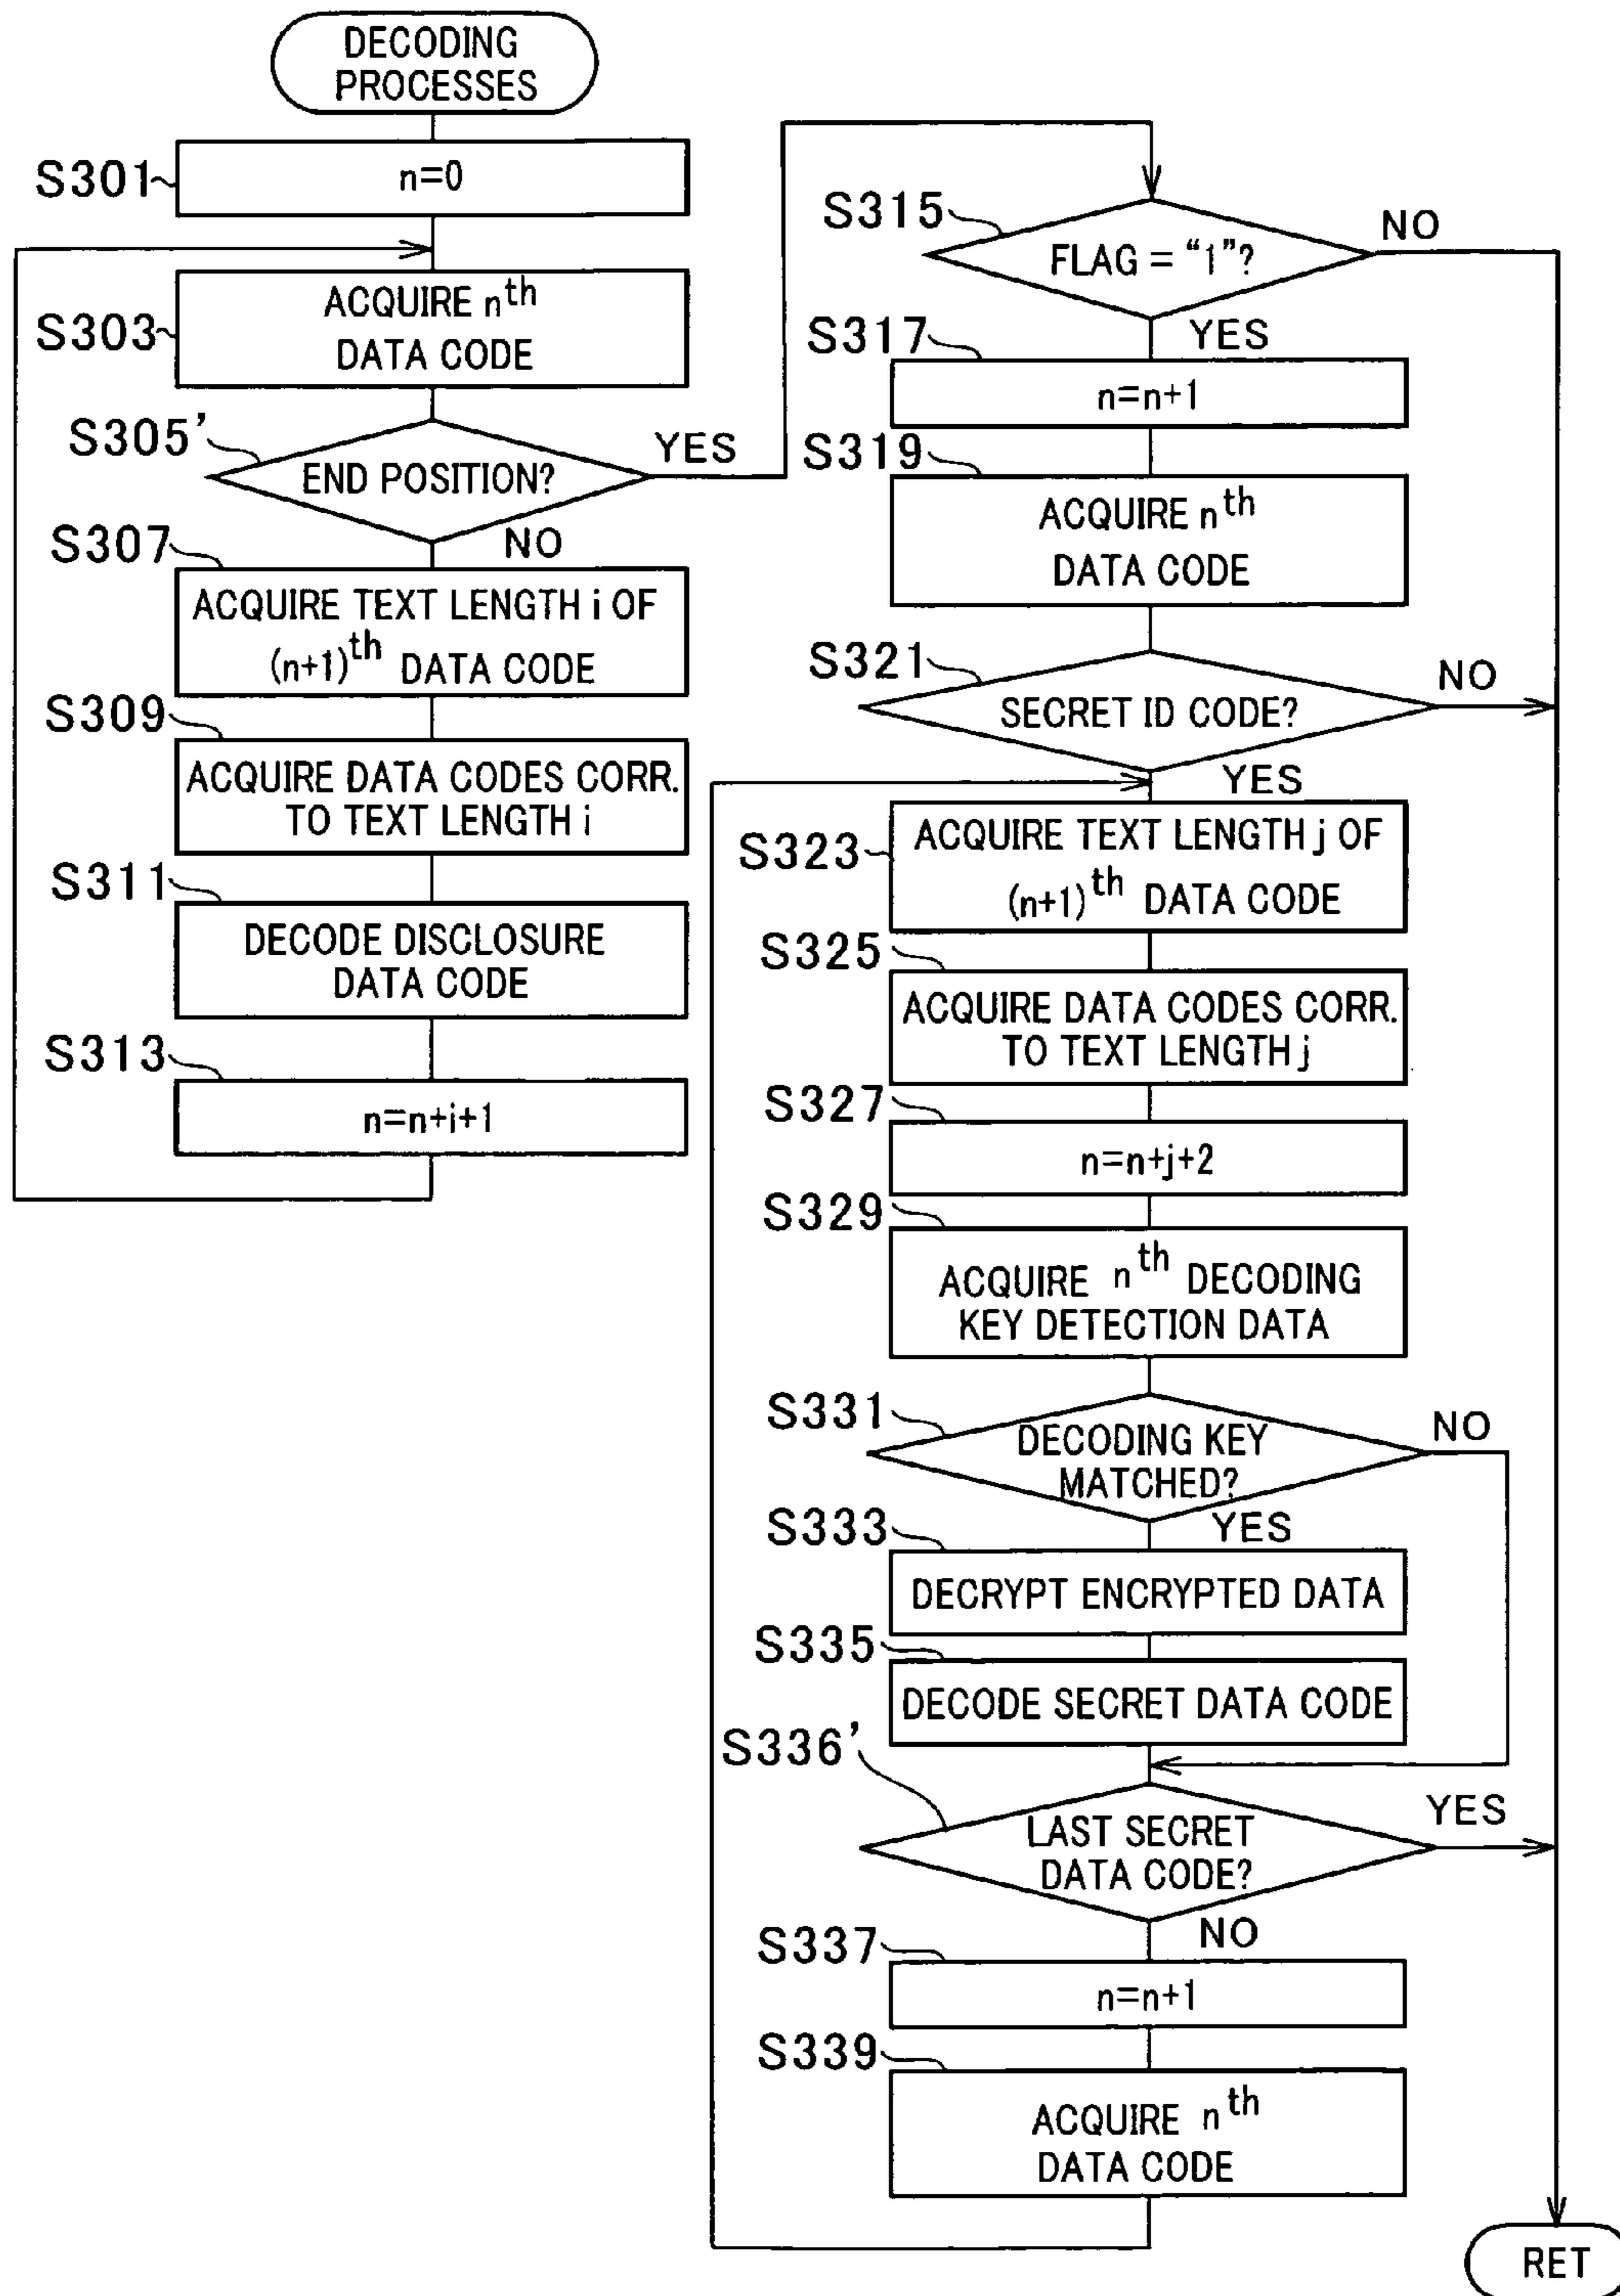 DECODING
PROCESSES
S301
n=0
S303
ACQUIRE nth
DATA CODE
S305’
END POSITION?
YES
NO
S307
ACQUIRE TEXT LENGTH i OF
(n+1)th DATA CODE
S309
ACQUIRE DATA CODES CORR.
TO TEXT LENGTH i
S311
DECODE DISCLOSURE
DATA CODE
S313
n=n+i+1
S315
FLAG = “1”?
NO
YES
S317
n=n+1
S319
ACQUIRE nth
DATA CODE
S321
SECRET ID CODE?
NO
YES
S323
ACQUIRE TEXT LENGTH j OF
(n+1)th DATA CODE
S325
ACQUIRE DATA CODES CORR.
TO TEXT LENGTH j
S327
n=n+j+2
S329
ACQUIRE nth DECODING
KEY DETECTION DATA
S331
DECODING KEY
MATCHED?
NO
YES
S333
DECRYPT ENCRYPTED DATA
S335
DECODE SECRET DATA CODE
S336’
LAST SECRET
DATA CODE?
YES
NO
S337
n=n+1
S339
ACQUIRE nth
DATA CODE
RET